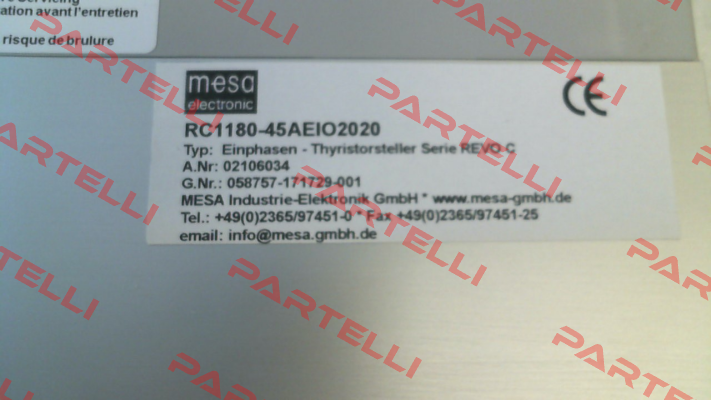 ation avant l'entretien
risque de brulure
mesa
electronic
CE
RC1180-45AEIO2020
Typ: Einphasen - Thyristorsteller Serie REVO C
A.Nr: 02106034
G.Nr.: 058757-171729-001
MESA Industrie-Elektronik GmbH * www.mesa-gmbh.de
Tel.: +49(0)2365/97451-0 * Fax +49(0)2365/97451-25
email: info@mesa.gmbh.de
PARTELLI
PARTELLI
PARTELLI
PARTELLI
PARTELLI
PARTELLI
PARTELLI